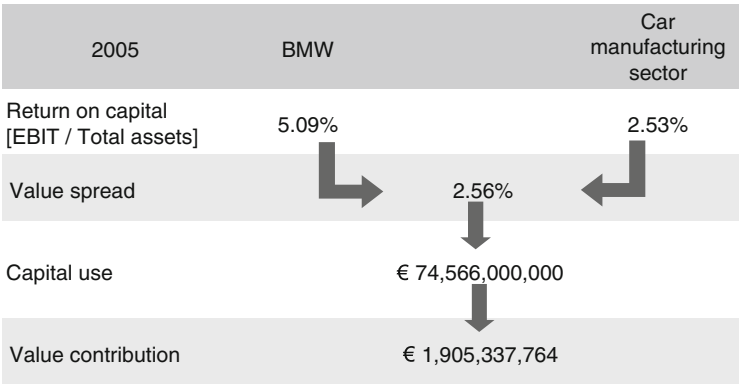 2005 BMW Car manufacturing sector
Return on capital
[EBIT / Total assets] 5.09% 2.53%
Value spread 2.56%
Capital use € 74,566,000,000
Value contribution € 1,905,337,764